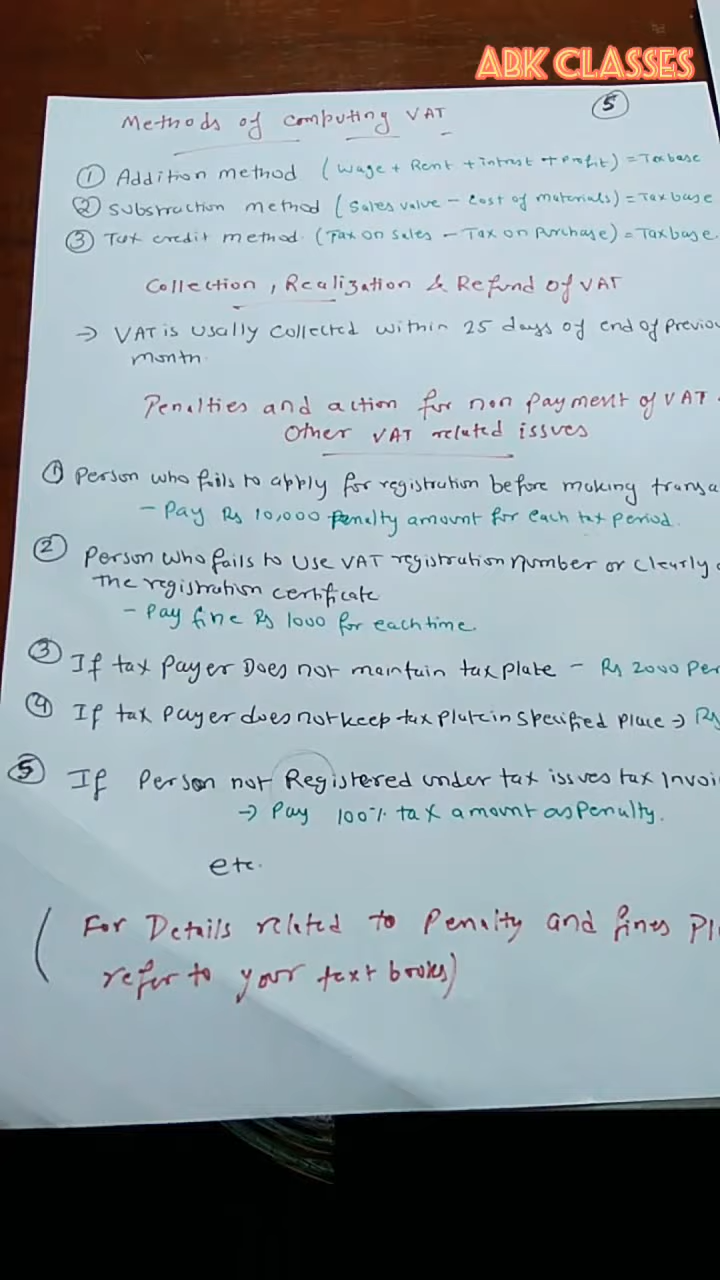 ABK CLASSES
5
Methods of computing VAT
① Addition method (Wage + Rent + intrest + Profit) = Taxbase
② Substraction method (Sales value - Cost of materials) = Taxbase
③ Tax credit method (Tax on sales - Tax on Purchase) = Taxbase.
Collection, Realization & Refund of VAT
→ VAT is Usully Collected within 25 days of end of Previou
month.
Penalties and action for non payment of VAT
Other VAT related issues
① Person who fails to apply for registration before making transa
- Pay Rs 10,000 Penalty amount for each tax period.
② Person who fails to Use VAT registration number or Clearly
the registration certificate
- Pay fine Rs 1000 for each time.
③ If tax Payer Does not maintain tax plate - Rs 2000 Per
④ If tax Payer does not keep tax plate in Specified Place → Rs
⑤ If Person not Registered under tax issues tax Invoi
→ Pay 100% tax amount as Penalty.
etc.
(For Details related to Penalty and fines Pl
refer to your text books)